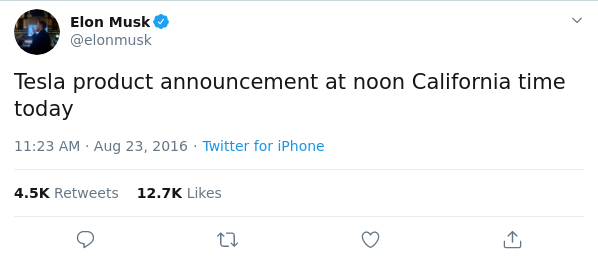 Elon Musk
@elonmusk
Tesla product announcement at noon California time
today
11:23 AM · Aug 23, 2016 · Twitter for iPhone
4.5K Retweets 12.7K Likes